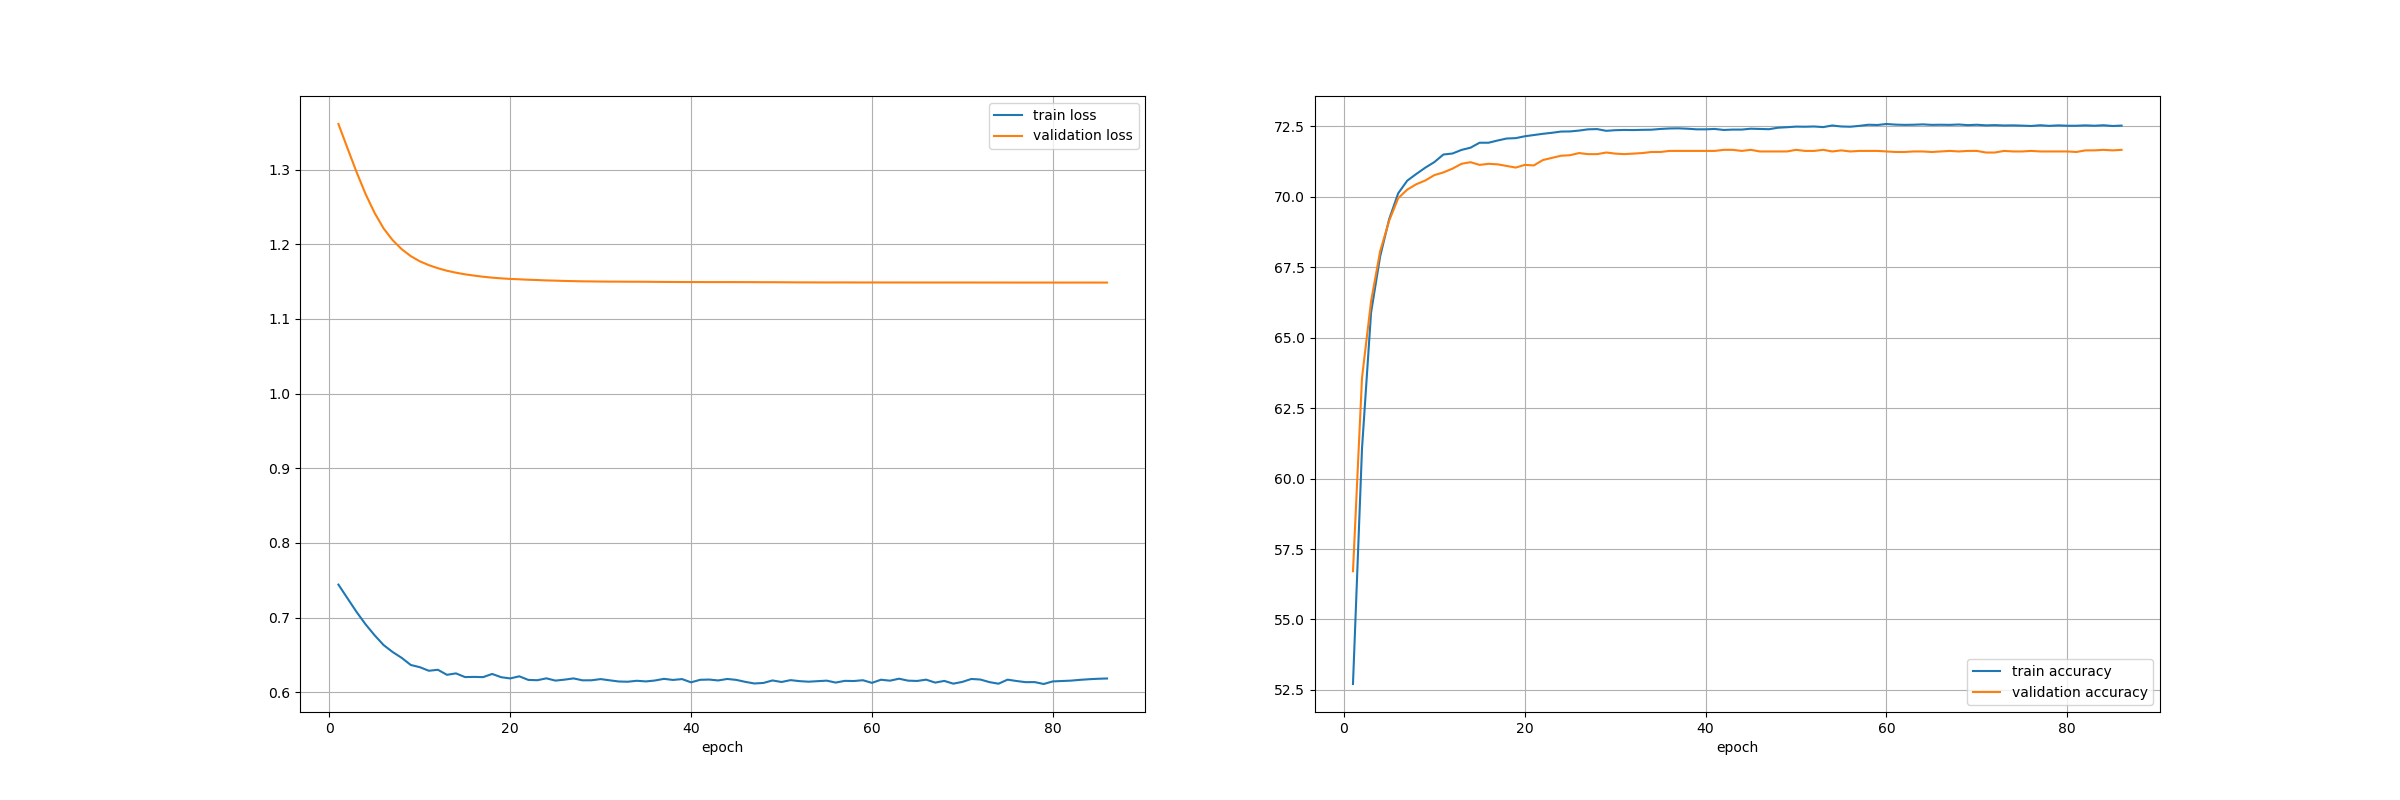 train loss
validation loss
1.3
1.2
1.1
1.0
0.9
0.8
0.7
0.6
0 20 40 60 80
epoch
72.5
70.0
67.5
65.0
62.5
60.0
57.5
55.0
52.5
train accuracy
validation accuracy
0 20 40 60 80
epoch